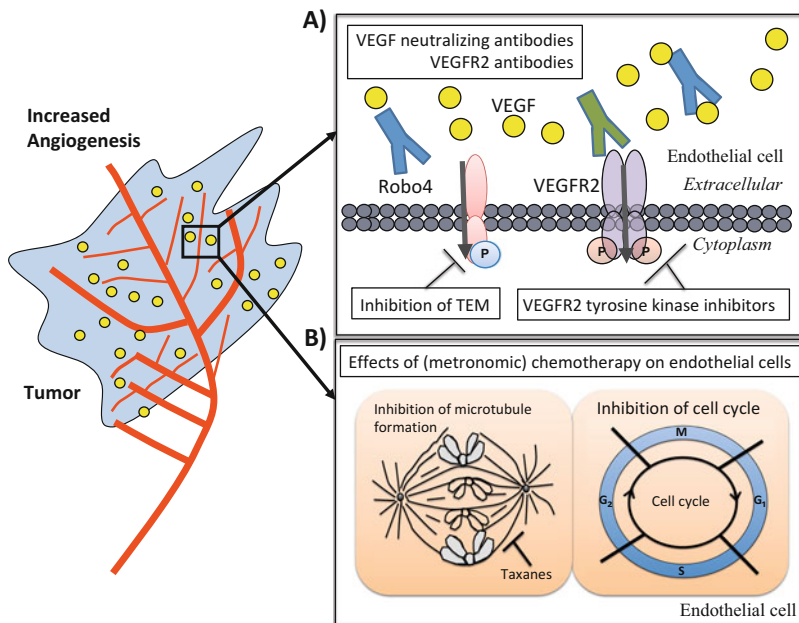 Increased
Angiogenesis
Tumor
A)
VEGF neutralizing antibodies
VEGFR2 antibodies
VEGF
Robo4
VEGFR2
Endothelial cell
Extracellular
Cytoplasm
P
P
P
Inhibition of TEM
VEGFR2 tyrosine kinase inhibitors
B)
Effects of (metronomic) chemotherapy on endothelial cells
Inhibition of microtubule
formation
Taxanes
Inhibition of cell cycle
M
G₂
Cell cycle
G₁
S
Endothelial cell